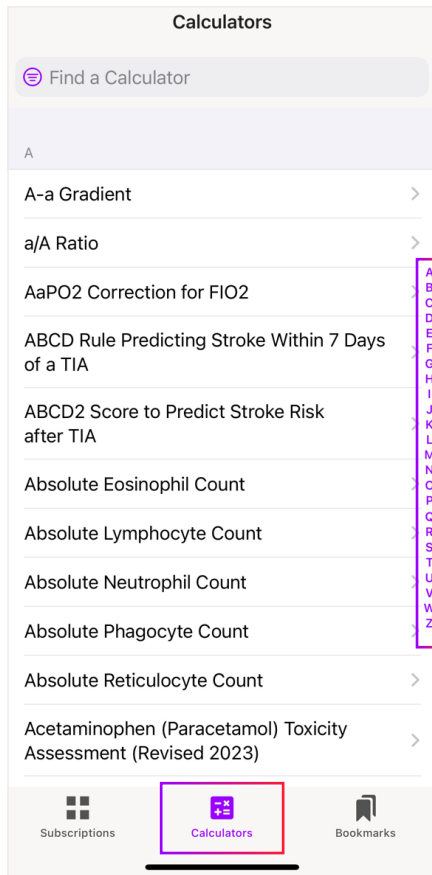 Calculators
Find a Calculator
A
A-a Gradient
a/A Ratio
AaPO2 Correction for FIO2
ABCD Rule Predicting Stroke Within 7 Days
of a TIA
ABCD2 Score to Predict Stroke Risk
after TIA
Absolute Eosinophil Count
Absolute Lymphocyte Count
Absolute Neutrophil Count
Absolute Phagocyte Count
Absolute Reticulocyte Count
Acetaminophen (Paracetamol) Toxicity
Assessment (Revised 2023)
A
B
C
D
E
F
G
H
I
J
K
L
M
N
O
P
Q
R
S
T
U
V
W
Z
Subscriptions
Calculators
Bookmarks